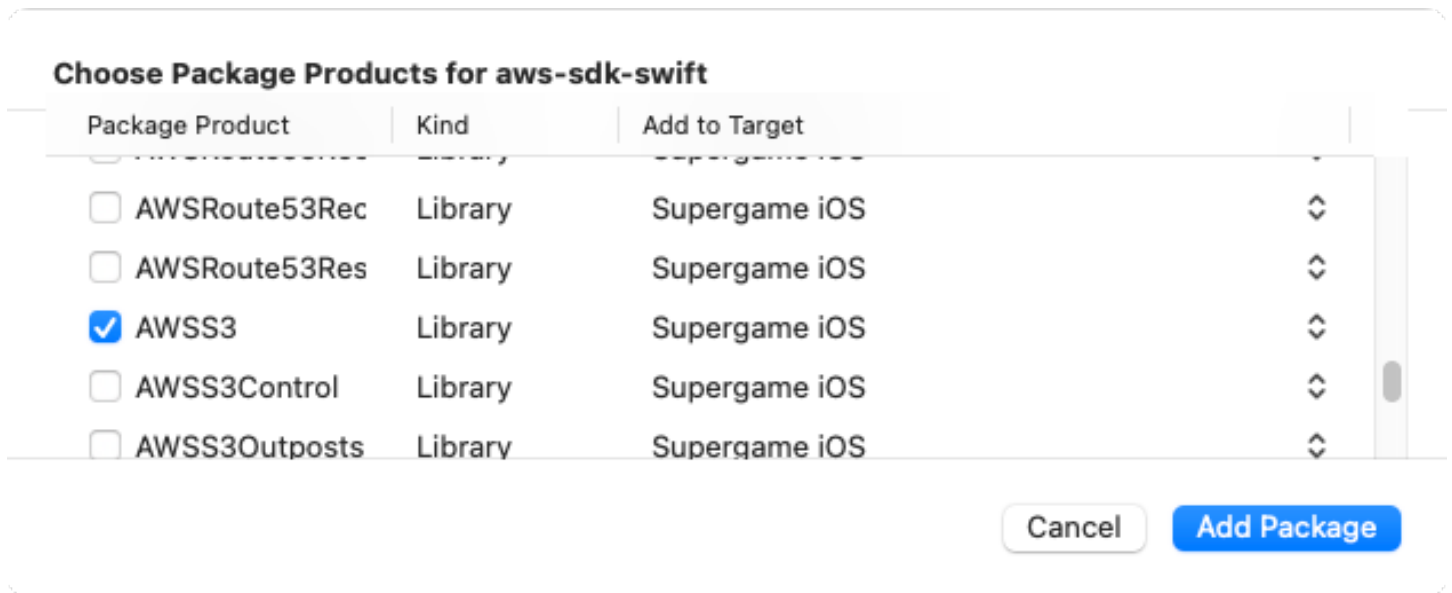 Choose Package Products for aws-sdk-swift
Package Product Kind Add to Target
AWSRoute53Rec Library Supergame iOS
AWSRoute53Res Library Supergame iOS
AWSS3 Library Supergame iOS
AWSS3Control Library Supergame iOS
AWSS3Outposts Library Supergame iOS
Cancel Add Package